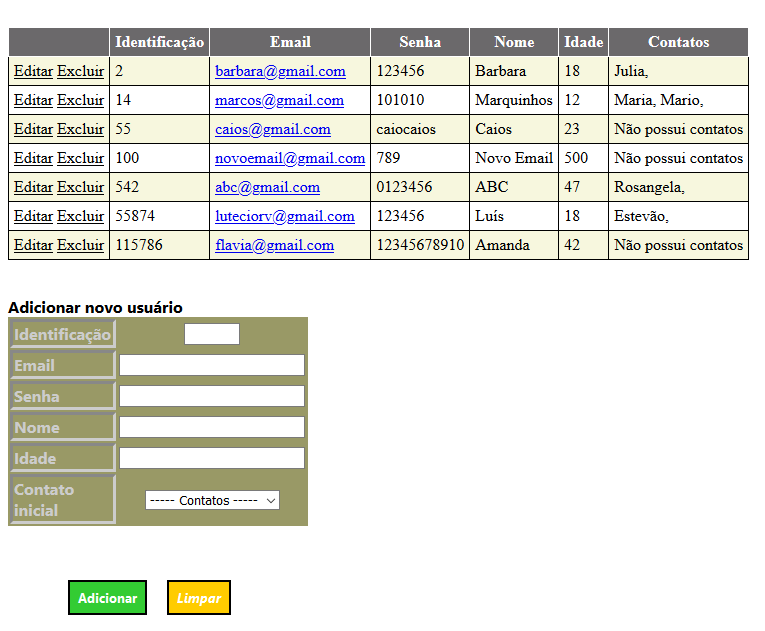 Identificação Email Senha Nome Idade Contatos
Editar Excluir 2 barbara@gmail.com 123456 Barbara 18 Julia,
Editar Excluir 14 marcos@gmail.com 101010 Marquinhos 12 Maria, Mario,
Editar Excluir 55 caios@gmail.com caiocaios Caios 23 Não possui contatos
Editar Excluir 100 novoemail@gmail.com 789 Novo Email 500 Não possui contatos
Editar Excluir 542 abc@gmail.com 0123456 ABC 47 Rosangela,
Editar Excluir 55874 luteciorv@gmail.com 123456 Luís 18 Estevão,
Editar Excluir 115786 flavia@gmail.com 12345678910 Amanda 42 Não possui contatos
Adicionar novo usuário
Identificação
Email
Senha
Nome
Idade
Contato
inicial
----- Contatos -----
Adicionar Limpar